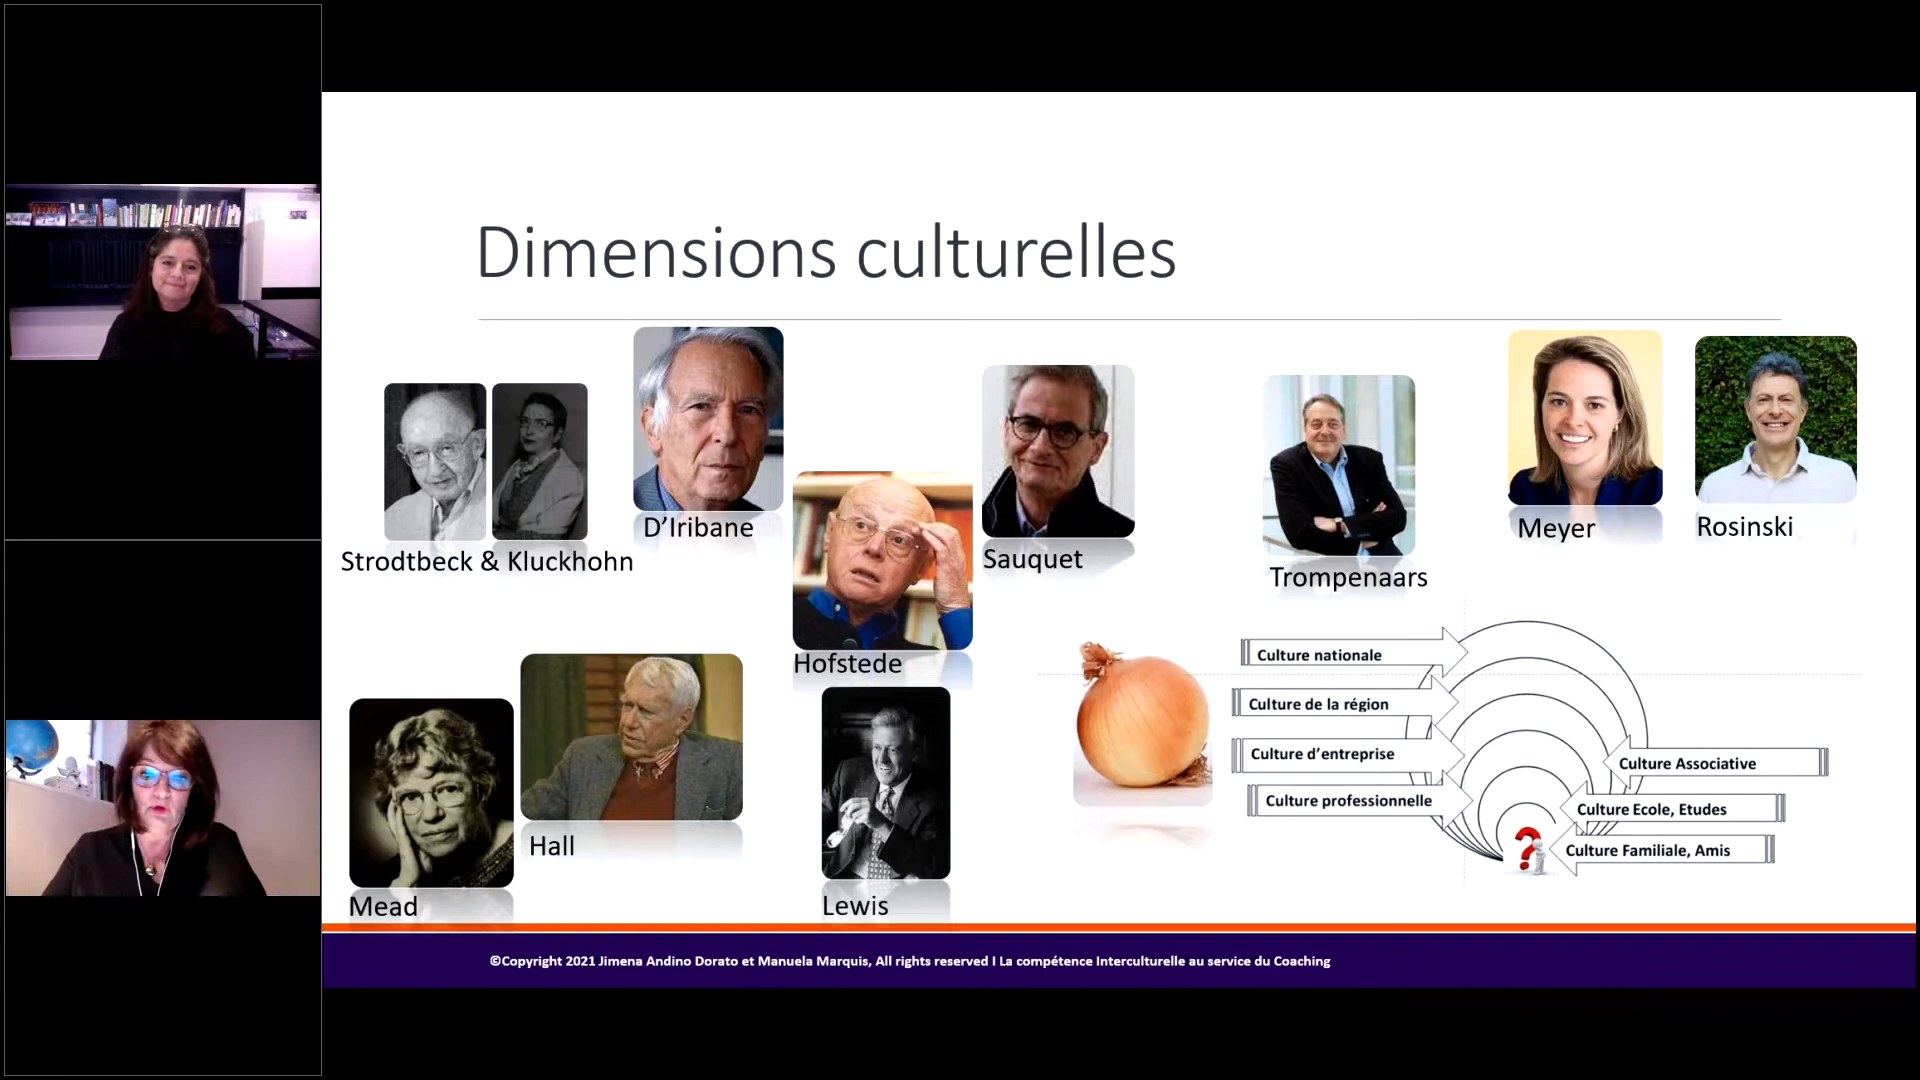 Dimensions culturelles
Strodtbeck & Kluckhohn
D'Iribane
Hofstede
Sauquet
Trompenaars
Meyer
Rosinski
Mead
Hall
Lewis
Culture nationale
Culture de la région
Culture d'entreprise
Culture professionnelle
Culture Associative
Culture Ecole, Etudes
Culture Familiale, Amis
?
©Copyright 2021 Jimena Andino Dorato et Manuela Marquis, All rights reserved I La compétence Interculturelle au service du Coaching